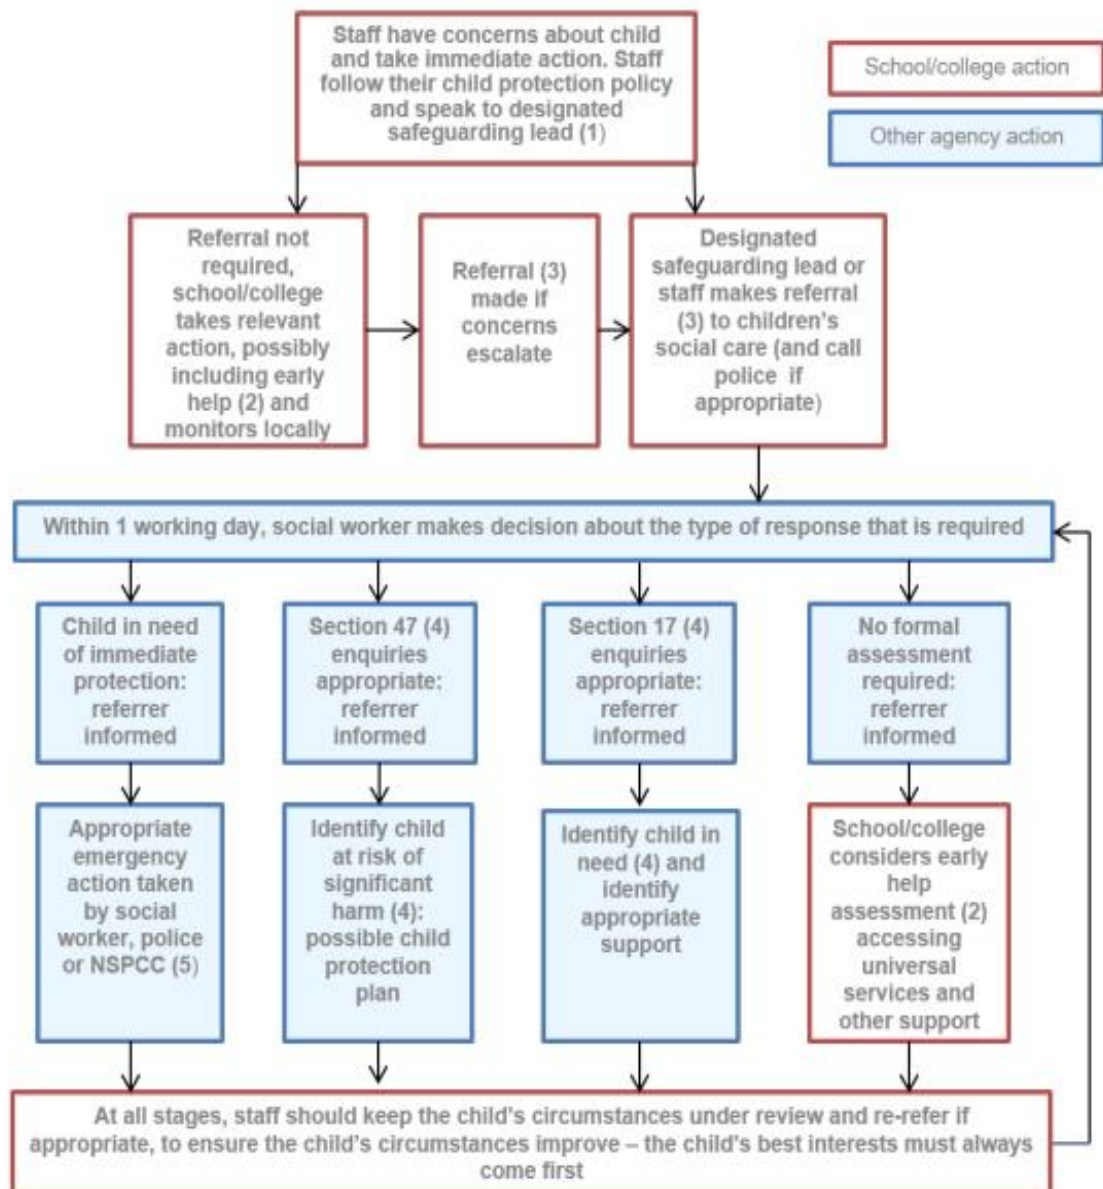 Staff have concerns about child
and take immediate action. Staff
follow their child protection policy
and speak to designated
safeguarding lead (1)
School/college action
Other agency action
Referral not
required,
school/college
takes relevant
action, possibly
including early
help (2) and
monitors locally
Referral (3)
made if
concerns
escalate
Designated
safeguarding lead or
staff makes referral
(3) to children's
social care (and call
police if
appropriate)
Within 1 working day, social worker makes decision about the type of response that is required
Child in need
of immediate
protection:
referrer
informed
Section 47 (4)
enquiries
appropriate:
referrer
informed
Section 17 (4)
enquiries
appropriate:
referrer
informed
No formal
assessment
required:
referrer
informed
Appropriate
emergency
action taken
by social
worker, police
or NSPCC (5)
Identify child
at risk of
significant
harm (4):
possible child
protection
plan
Identify child in
need (4) and
identify
appropriate
support
School/college
considers early
help
assessment (2)
accessing
universal
services and
other support
At all stages, staff should keep the child's circumstances under review and re-refer if
appropriate, to ensure the child's circumstances improve – the child's best interests must always
come first